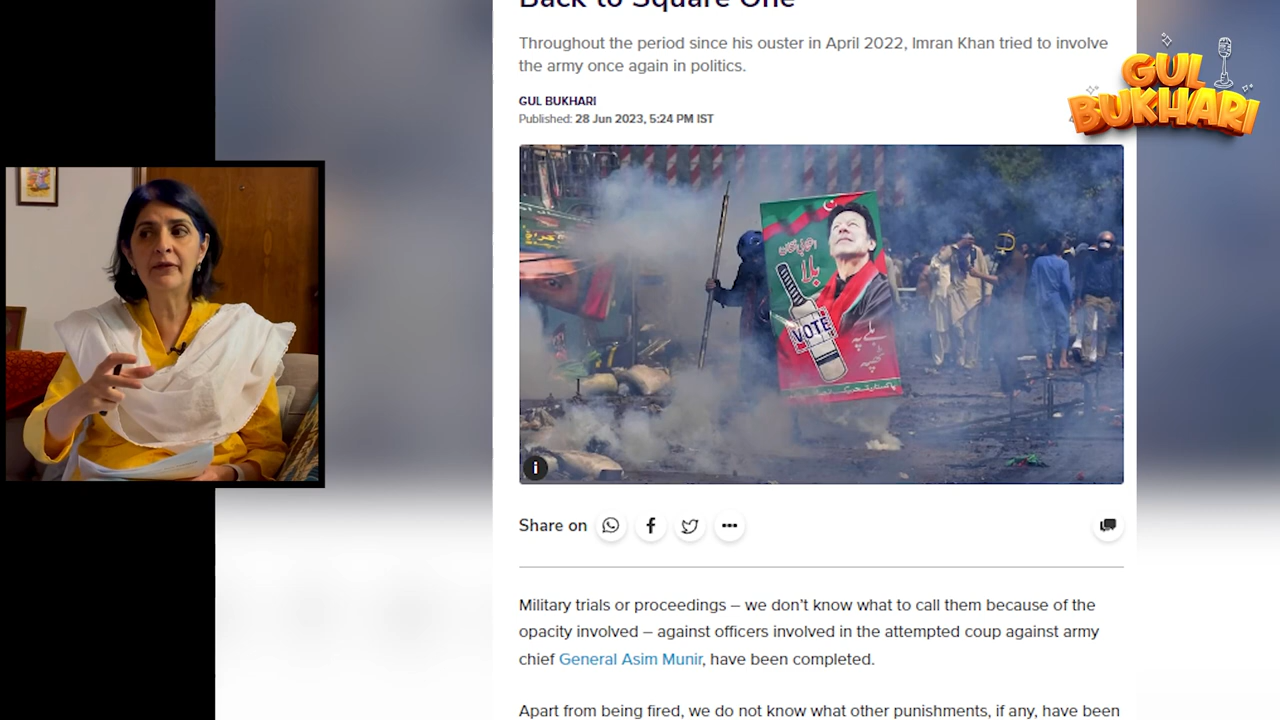 Back to Square One
Throughout the period since his ouster in April 2022, Imran Khan tried to involve
the army once again in politics.
GUL BUKHARI
Published: 28 Jun 2023, 5:24 PM IST
GUL
BUKHARI
بلا
VOTE
i
Share on
Military trials or proceedings – we don't know what to call them because of the
opacity involved – against officers involved in the attempted coup against army
chief General Asim Munir, have been completed.
Apart from being fired, we do not know what other punishments, if any, have been